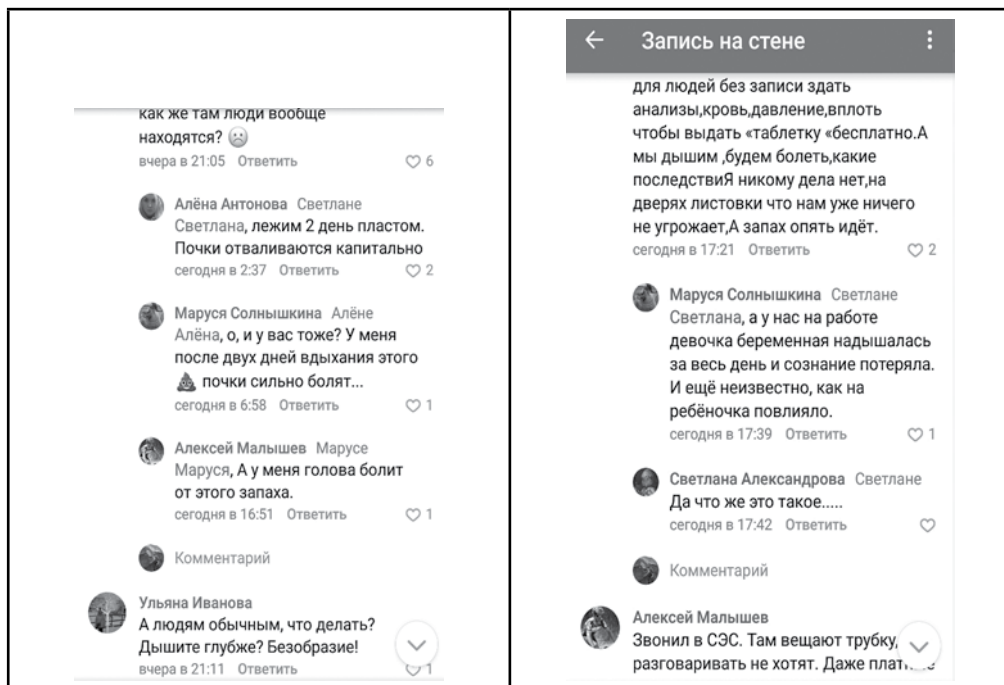 как же там люди вообще
находятся?
вчера в 21:05 Ответить 6
Алёна Антонова Светлане
Светлана, лежим 2 день пластом.
Почки отваливаются капитально
сегодня в 2:37 Ответить 2
Маруся Солнышкина Алёне
Алёна, о, и у вас тоже? У меня
после двух дней вдыхания этого
почки сильно болят...
сегодня в 6:58 Ответить 1
Алексей Малышев Марусе
Маруся, А у меня голова болит
от этого запаха.
сегодня в 16:51 Ответить 1
Комментарий
Ульяна Иванова
А людям обычным, что делать?
Дышите глубже? Безобразие!
вчера в 21:11 Ответить 1
Запись на стене
для людей без записи здать
анализы,кровь,давление,вплоть
чтобы выдать «таблетку «бесплатно.А
мы дышим ,будем болеть,какие
последствиЯ никому дела нет,на
дверях листовки что нам уже ничего
не угрожает,А запах опять идёт.
сегодня в 17:21 Ответить 2
Маруся Солнышкина Светлане
Светлана, а у нас на работе
девочка беременная надышалась
за весь день и сознание потеряла.
И ещё неизвестно, как на
ребёночка повлияло.
сегодня в 17:39 Ответить 1
Светлана Александрова Светлане
Да что же это такое.....
сегодня в 17:42 Ответить
Комментарий
Алексей Малышев
Звонил в СЭС. Там вещают трубку,
разговаривать не хотят. Даже